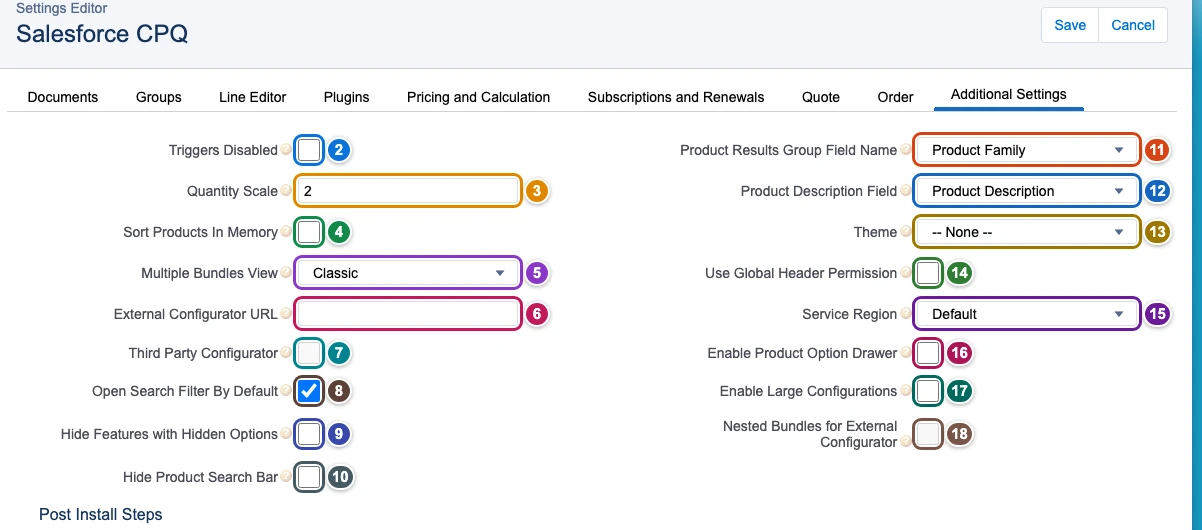 Settings Editor
Salesforce CPQ
Save Cancel
Documents Groups Line Editor Plugins Pricing and Calculation Subscriptions and Renewals Quote Order Additional Settings
Triggers Disabled ? 2
Quantity Scale ? 2 3
Sort Products In Memory ? 4
Multiple Bundles View ? Classic 5
External Configurator URL ? 6
Third Party Configurator ? 7
Open Search Filter By Default ? 8
Hide Features with Hidden Options ? 9
Hide Product Search Bar ? 10
Product Results Group Field Name ? Product Family 11
Product Description Field ? Product Description 12
Theme ? -- None -- 13
Use Global Header Permission ? 14
Service Region ? Default 15
Enable Product Option Drawer ? 16
Enable Large Configurations ? 17
Nested Bundles for External
Configurator ? 18
Post Install Steps